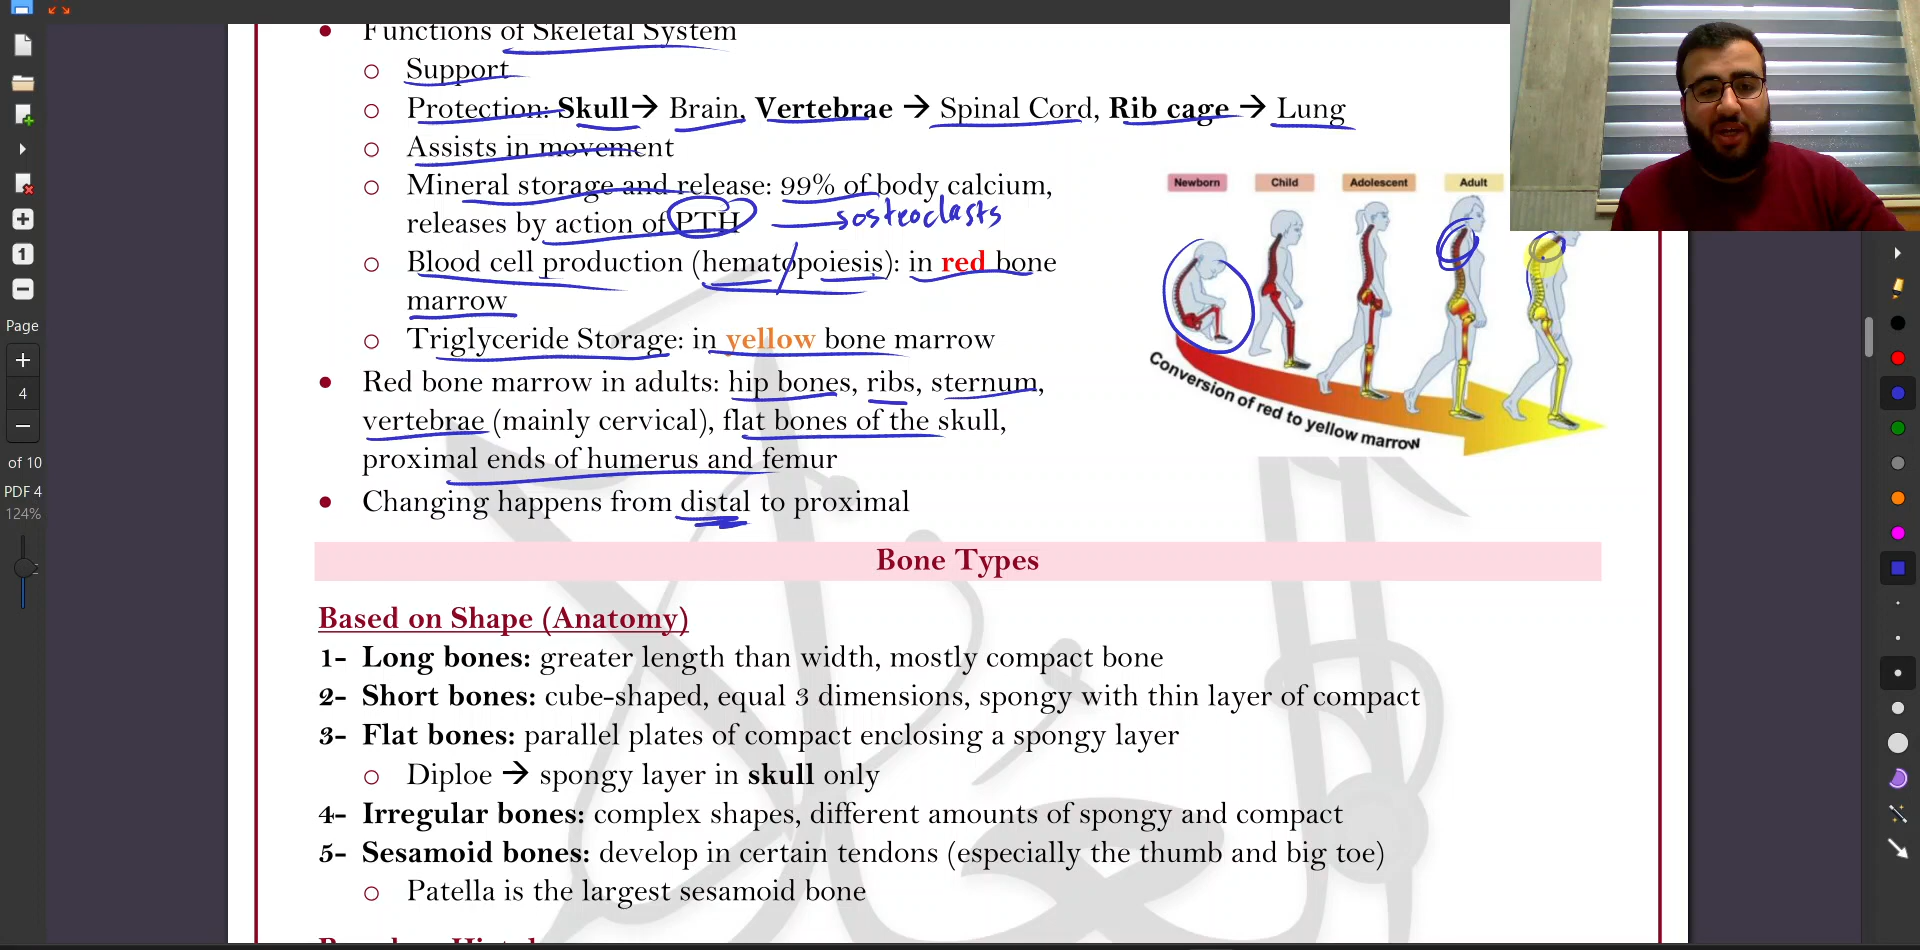 Functions of Skeletal System
Support
Protection: Skull→ Brain, Vertebrae → Spinal Cord, Rib cage → Lung
Assists in movement
Mineral storage and release: 99% of body calcium,
releases by action of PTH
osteoclasts
Blood cell production (hematopoiesis): in red bone
marrow
Triglyceride Storage: in yellow bone marrow
Red bone marrow in adults: hip bones, ribs, sternum,
vertebrae (mainly cervical), flat bones of the skull,
proximal ends of humerus and femur
Changing happens from distal to proximal
Newborn
Child
Adolescent
Adult
Conversion of red to yellow marrow
Bone Types
Based on Shape (Anatomy)
1- Long bones: greater length than width, mostly compact bone
2- Short bones: cube-shaped, equal 3 dimensions, spongy with thin layer of compact
3- Flat bones: parallel plates of compact enclosing a spongy layer
Diploe → spongy layer in skull only
4- Irregular bones: complex shapes, different amounts of spongy and compact
5- Sesamoid bones: develop in certain tendons (especially the thumb and big toe)
Patella is the largest sesamoid bone
1
Page
4
of 10
PDF 4
124%